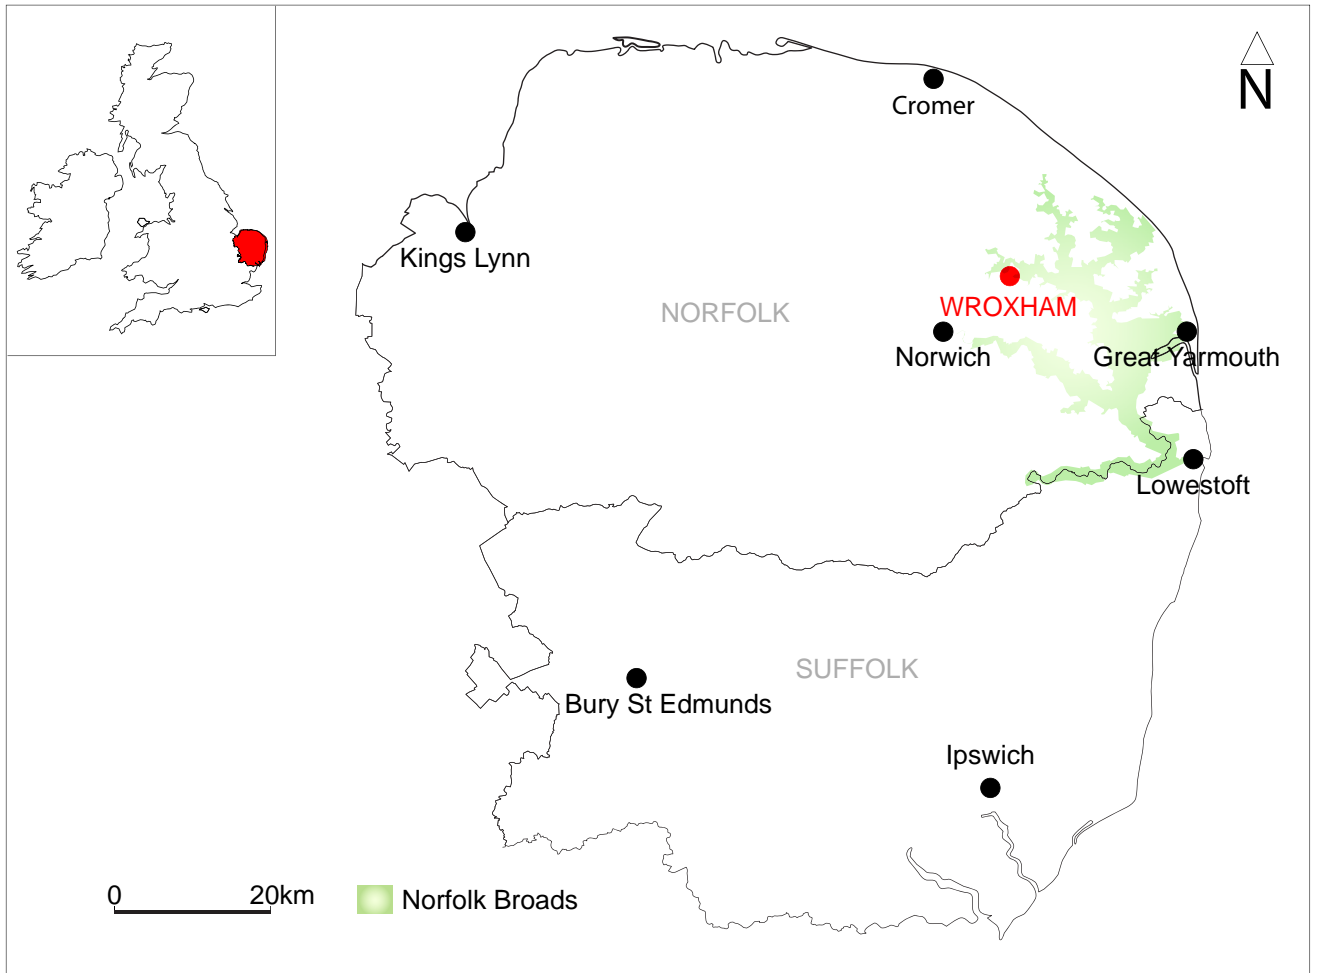 N
Cromer
Kings Lynn
NORFOLK
WROXHAM
Norwich
Great Yarmouth
Lowestoft
SUFFOLK
Bury St Edmunds
Ipswich
0 20km
Norfolk Broads